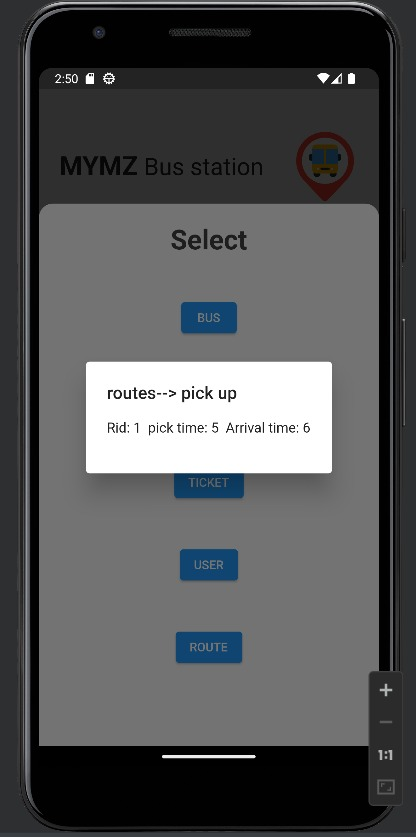 2:50
MYMZ Bus station
Select
BUS
routes--> pick up
Rid: 1 pick time: 5 Arrival time: 6
TICKET
USER
ROUTE
1:1